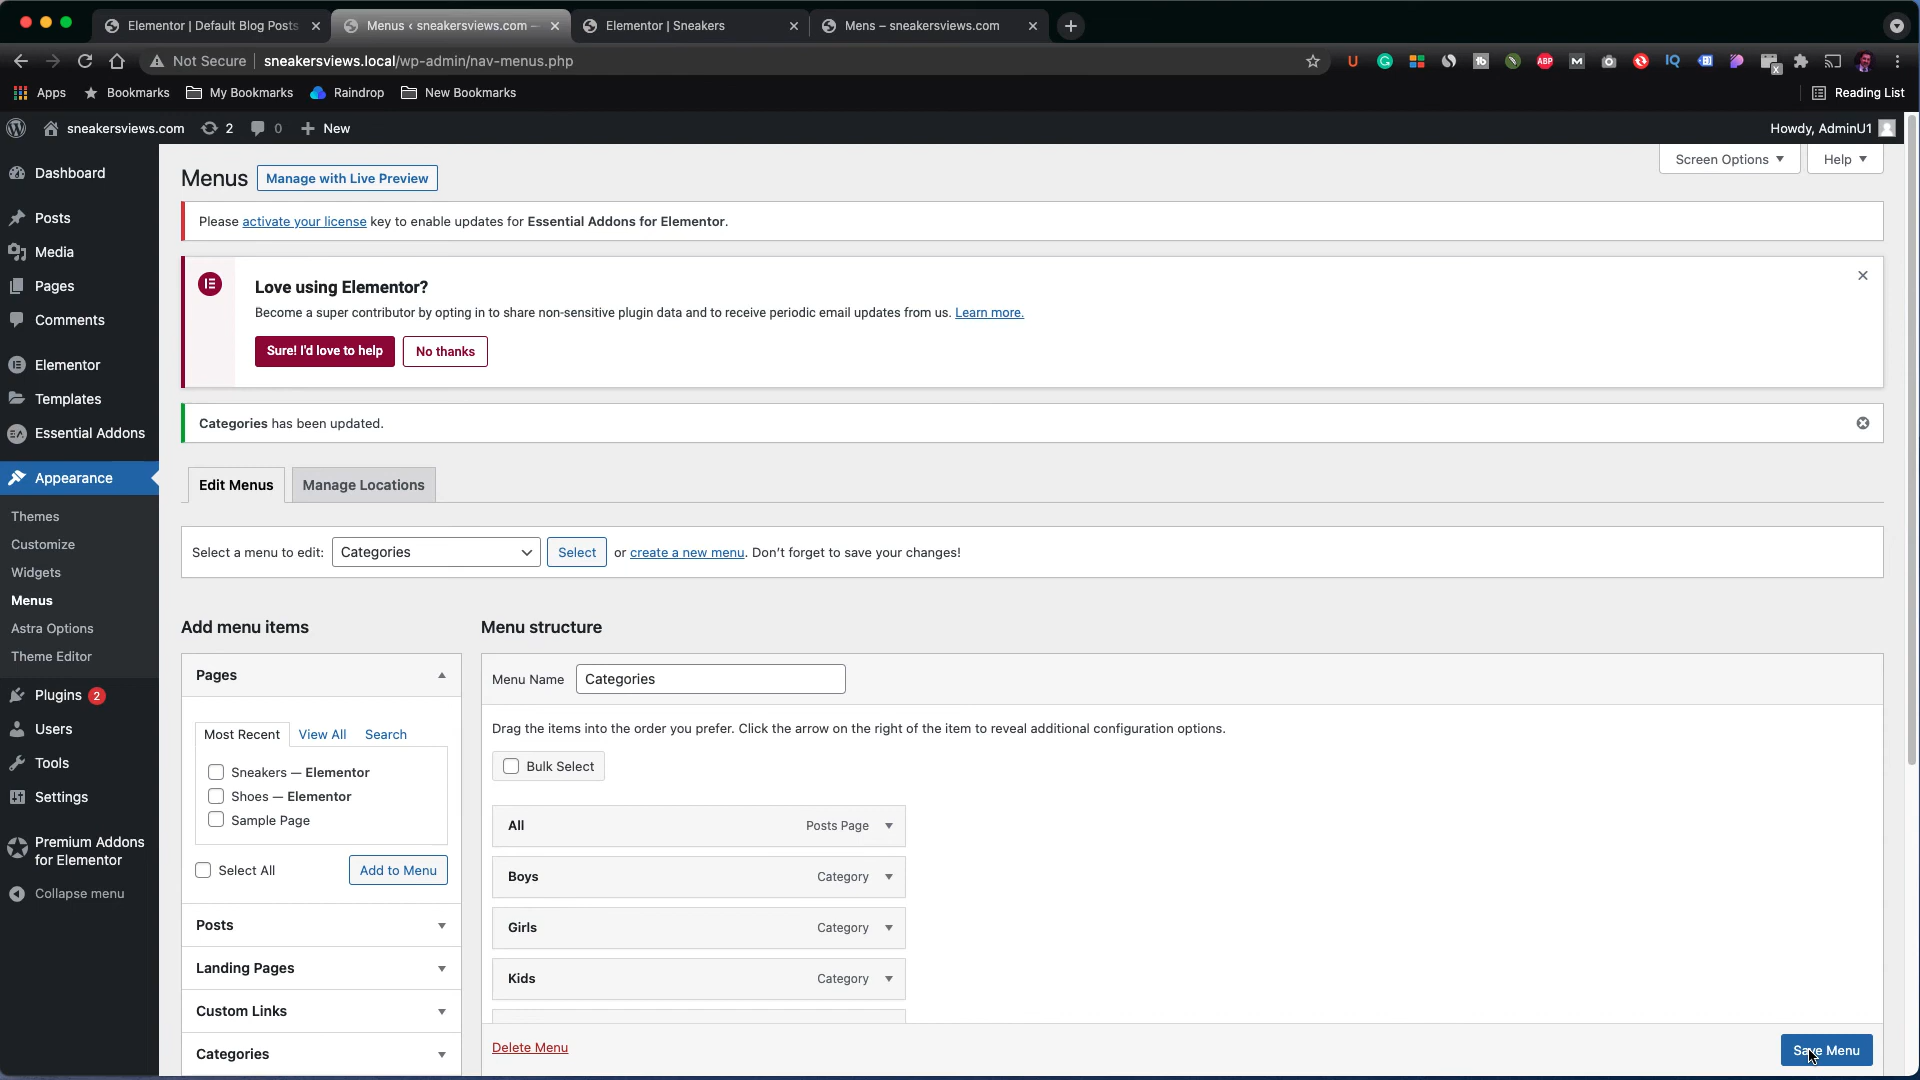 Elementor | Default Blog Posts
Menus ‹ sneakersviews.com —
Elementor | Sneakers
Mens – sneakersviews.com
Not Secure
sneakersviews.local/wp-admin/nav-menus.php
Apps
Bookmarks
My Bookmarks
Raindrop
New Bookmarks
Reading List
sneakersviews.com
2
0
New
Howdy, AdminU1
Screen Options
Help
Dashboard
Posts
Media
Pages
Comments
Elementor
Templates
Essential Addons
Appearance
Themes
Customize
Widgets
Menus
Astra Options
Theme Editor
Plugins 2
Users
Tools
Settings
Premium Addons
for Elementor
Collapse menu
Menus
Manage with Live Preview
Please activate your license key to enable updates for Essential Addons for Elementor.
Love using Elementor?
Become a super contributor by opting in to share non-sensitive plugin data and to receive periodic email updates from us. Learn more.
Sure! I'd love to help
No thanks
Categories has been updated.
Edit Menus
Manage Locations
Select a menu to edit: Categories Select or create a new menu. Don't forget to save your changes!
Add menu items
Pages
Most Recent View All Search
Sneakers — Elementor
Shoes — Elementor
Sample Page
Select All
Add to Menu
Posts
Landing Pages
Custom Links
Categories
Menu structure
Menu Name Categories
Drag the items into the order you prefer. Click the arrow on the right of the item to reveal additional configuration options.
Bulk Select
All Posts Page
Boys Category
Girls Category
Kids Category
Delete Menu
Save Menu